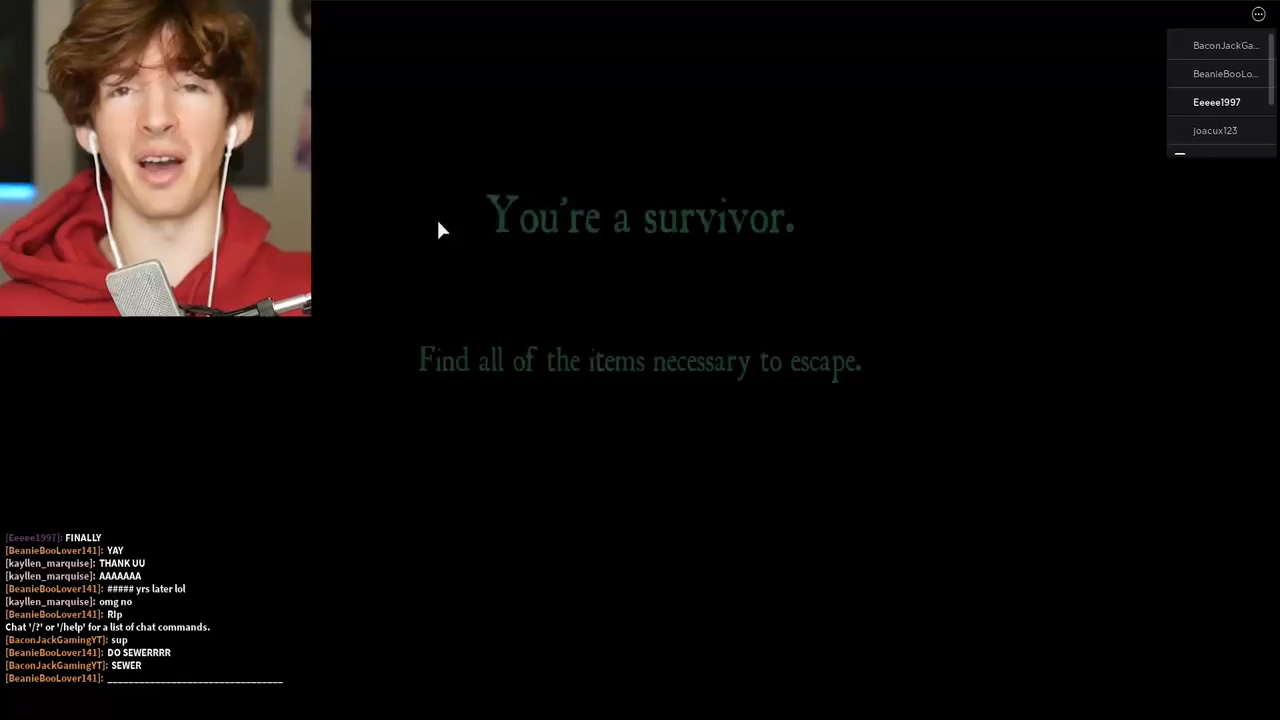 BaconJackGa...
BeanieBooLo...
Eeeee1997
joacux123
You're a survivor.
Find all of the items necessary to escape.
[Eeeee1997]: FINALLY
[BeanieBooLover141]: YAY
[kayllen_marquise]: THANK UU
[kayllen_marquise]: AAAAAAA
[BeanieBooLover141]: ##### yrs later lol
[kayllen_marquise]: omg no
[BeanieBooLover141]: RIp
Chat '/?' or '/help' for a list of chat commands.
[BaconJackGamingYT]: sup
[BeanieBooLover141]: DO SEWERRRR
[BaconJackGamingYT]: SEWER
[BeanieBooLover141]: _________________________________